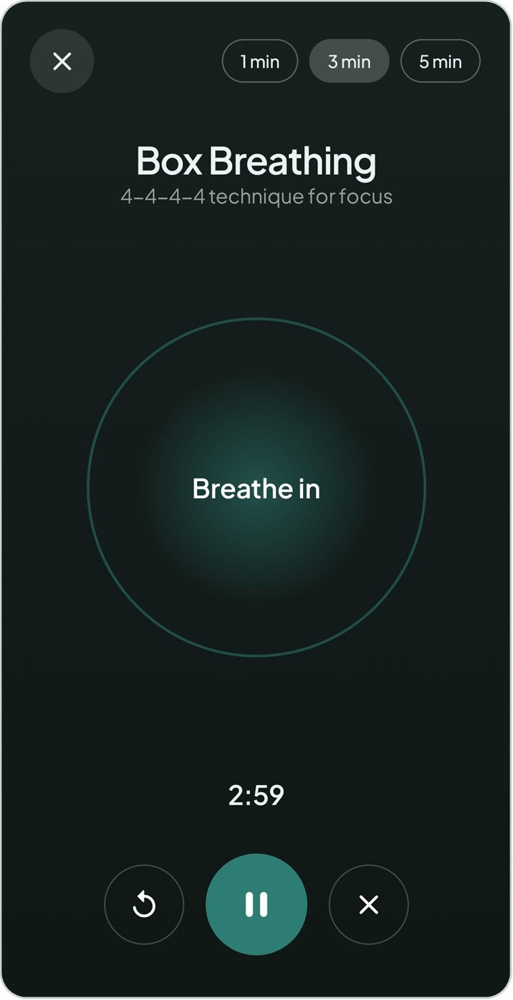 1 min
3 min
5 min
Box Breathing
4–4–4–4 technique for focus
Breathe in
2:59